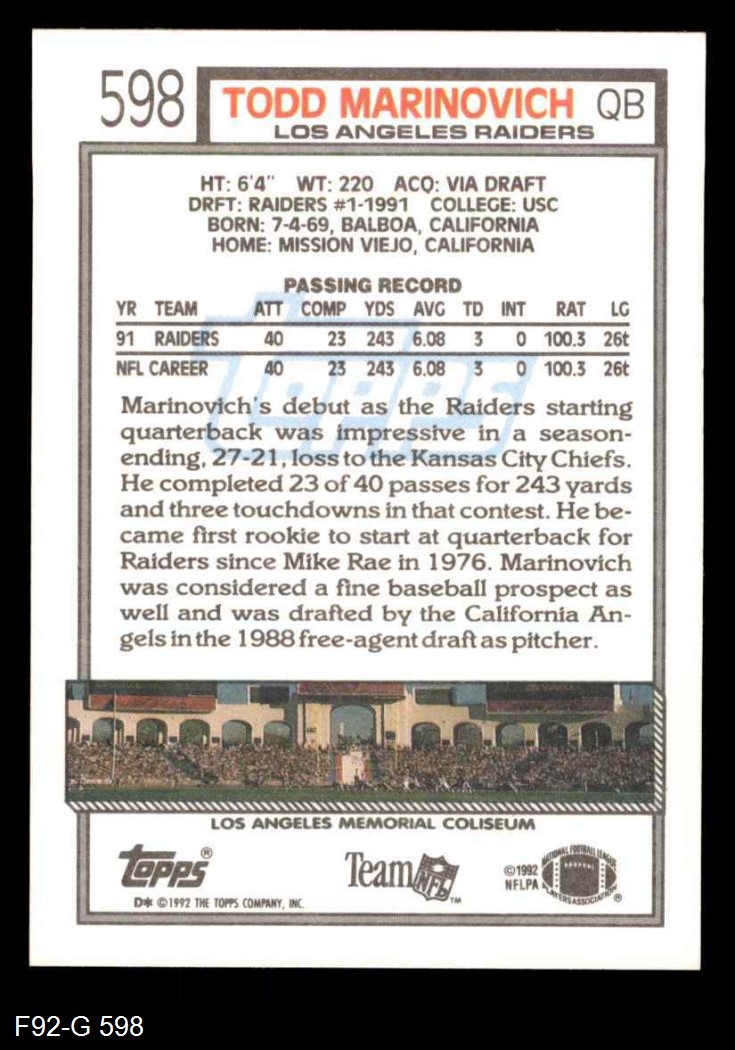 598 TODD MARINOVICH QB
LOS ANGELES RAIDERS
HT: 6'4" WT: 220 ACQ: VIA DRAFT
DRFT: RAIDERS #1-1991 COLLEGE: USC
BORN: 7-4-69, BALBOA, CALIFORNIA
HOME: MISSION VIEJO, CALIFORNIA
PASSING RECORD
YR TEAM ATT COMP YDS AVG TD INT RAT LG
91 RAIDERS 40 23 243 6.08 3 0 100.3 26t
NFL CAREER 40 23 243 6.08 3 0 100.3 26t
topps
Marinovich's debut as the Raiders starting
quarterback was impressive in a season-
ending, 27-21, loss to the Kansas City Chiefs.
He completed 23 of 40 passes for 243 yards
and three touchdowns in that contest. He be-
came first rookie to start at quarterback for
Raiders since Mike Rae in 1976. Marinovich
was considered a fine baseball prospect as
well and was drafted by the California An-
gels in the 1988 free-agent draft as pitcher.
LOS ANGELES MEMORIAL COLISEUM
topps®
Team NFL™
©1992
NFLPA
NATIONAL FOOTBALL LEAGUE
PLAYERS ASSOCIATION ®
D* ©1992 THE TOPPS COMPANY, INC.
F92-G 598